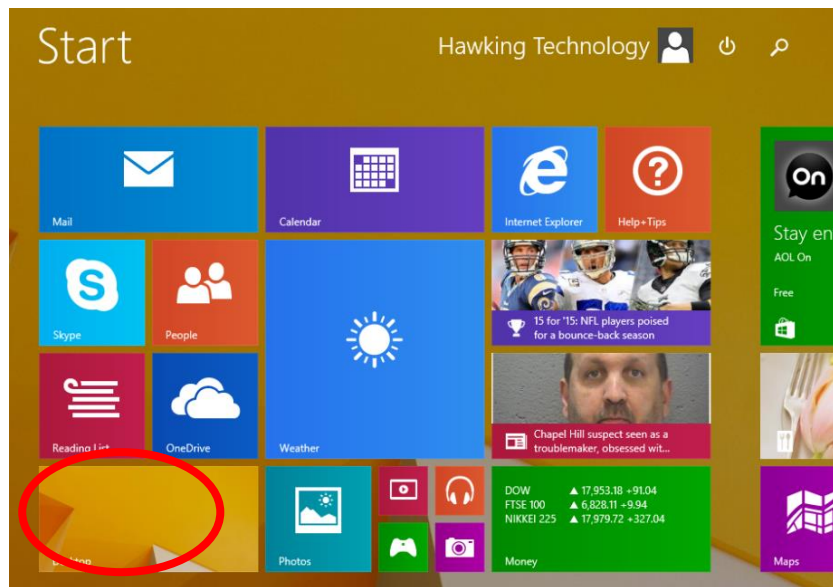 Start
Hawking Technology
Mail
Calendar
Internet Explorer
Help+Tips
On
Stay en
AOL On
Free
Skype
People
Weather
15 for '15: NFL players poised
for a bounce-back season
Reading List
OneDrive
Chapel Hill suspect seen as a
troublemaker, obsessed wit...
Desktop
Photos
DOW ▲ 17,953.18 +91.04
FTSE 100 ▲ 6,828.11 +9.94
NIKKEI 225 ▲ 17,979.72 +327.04
Money
Maps